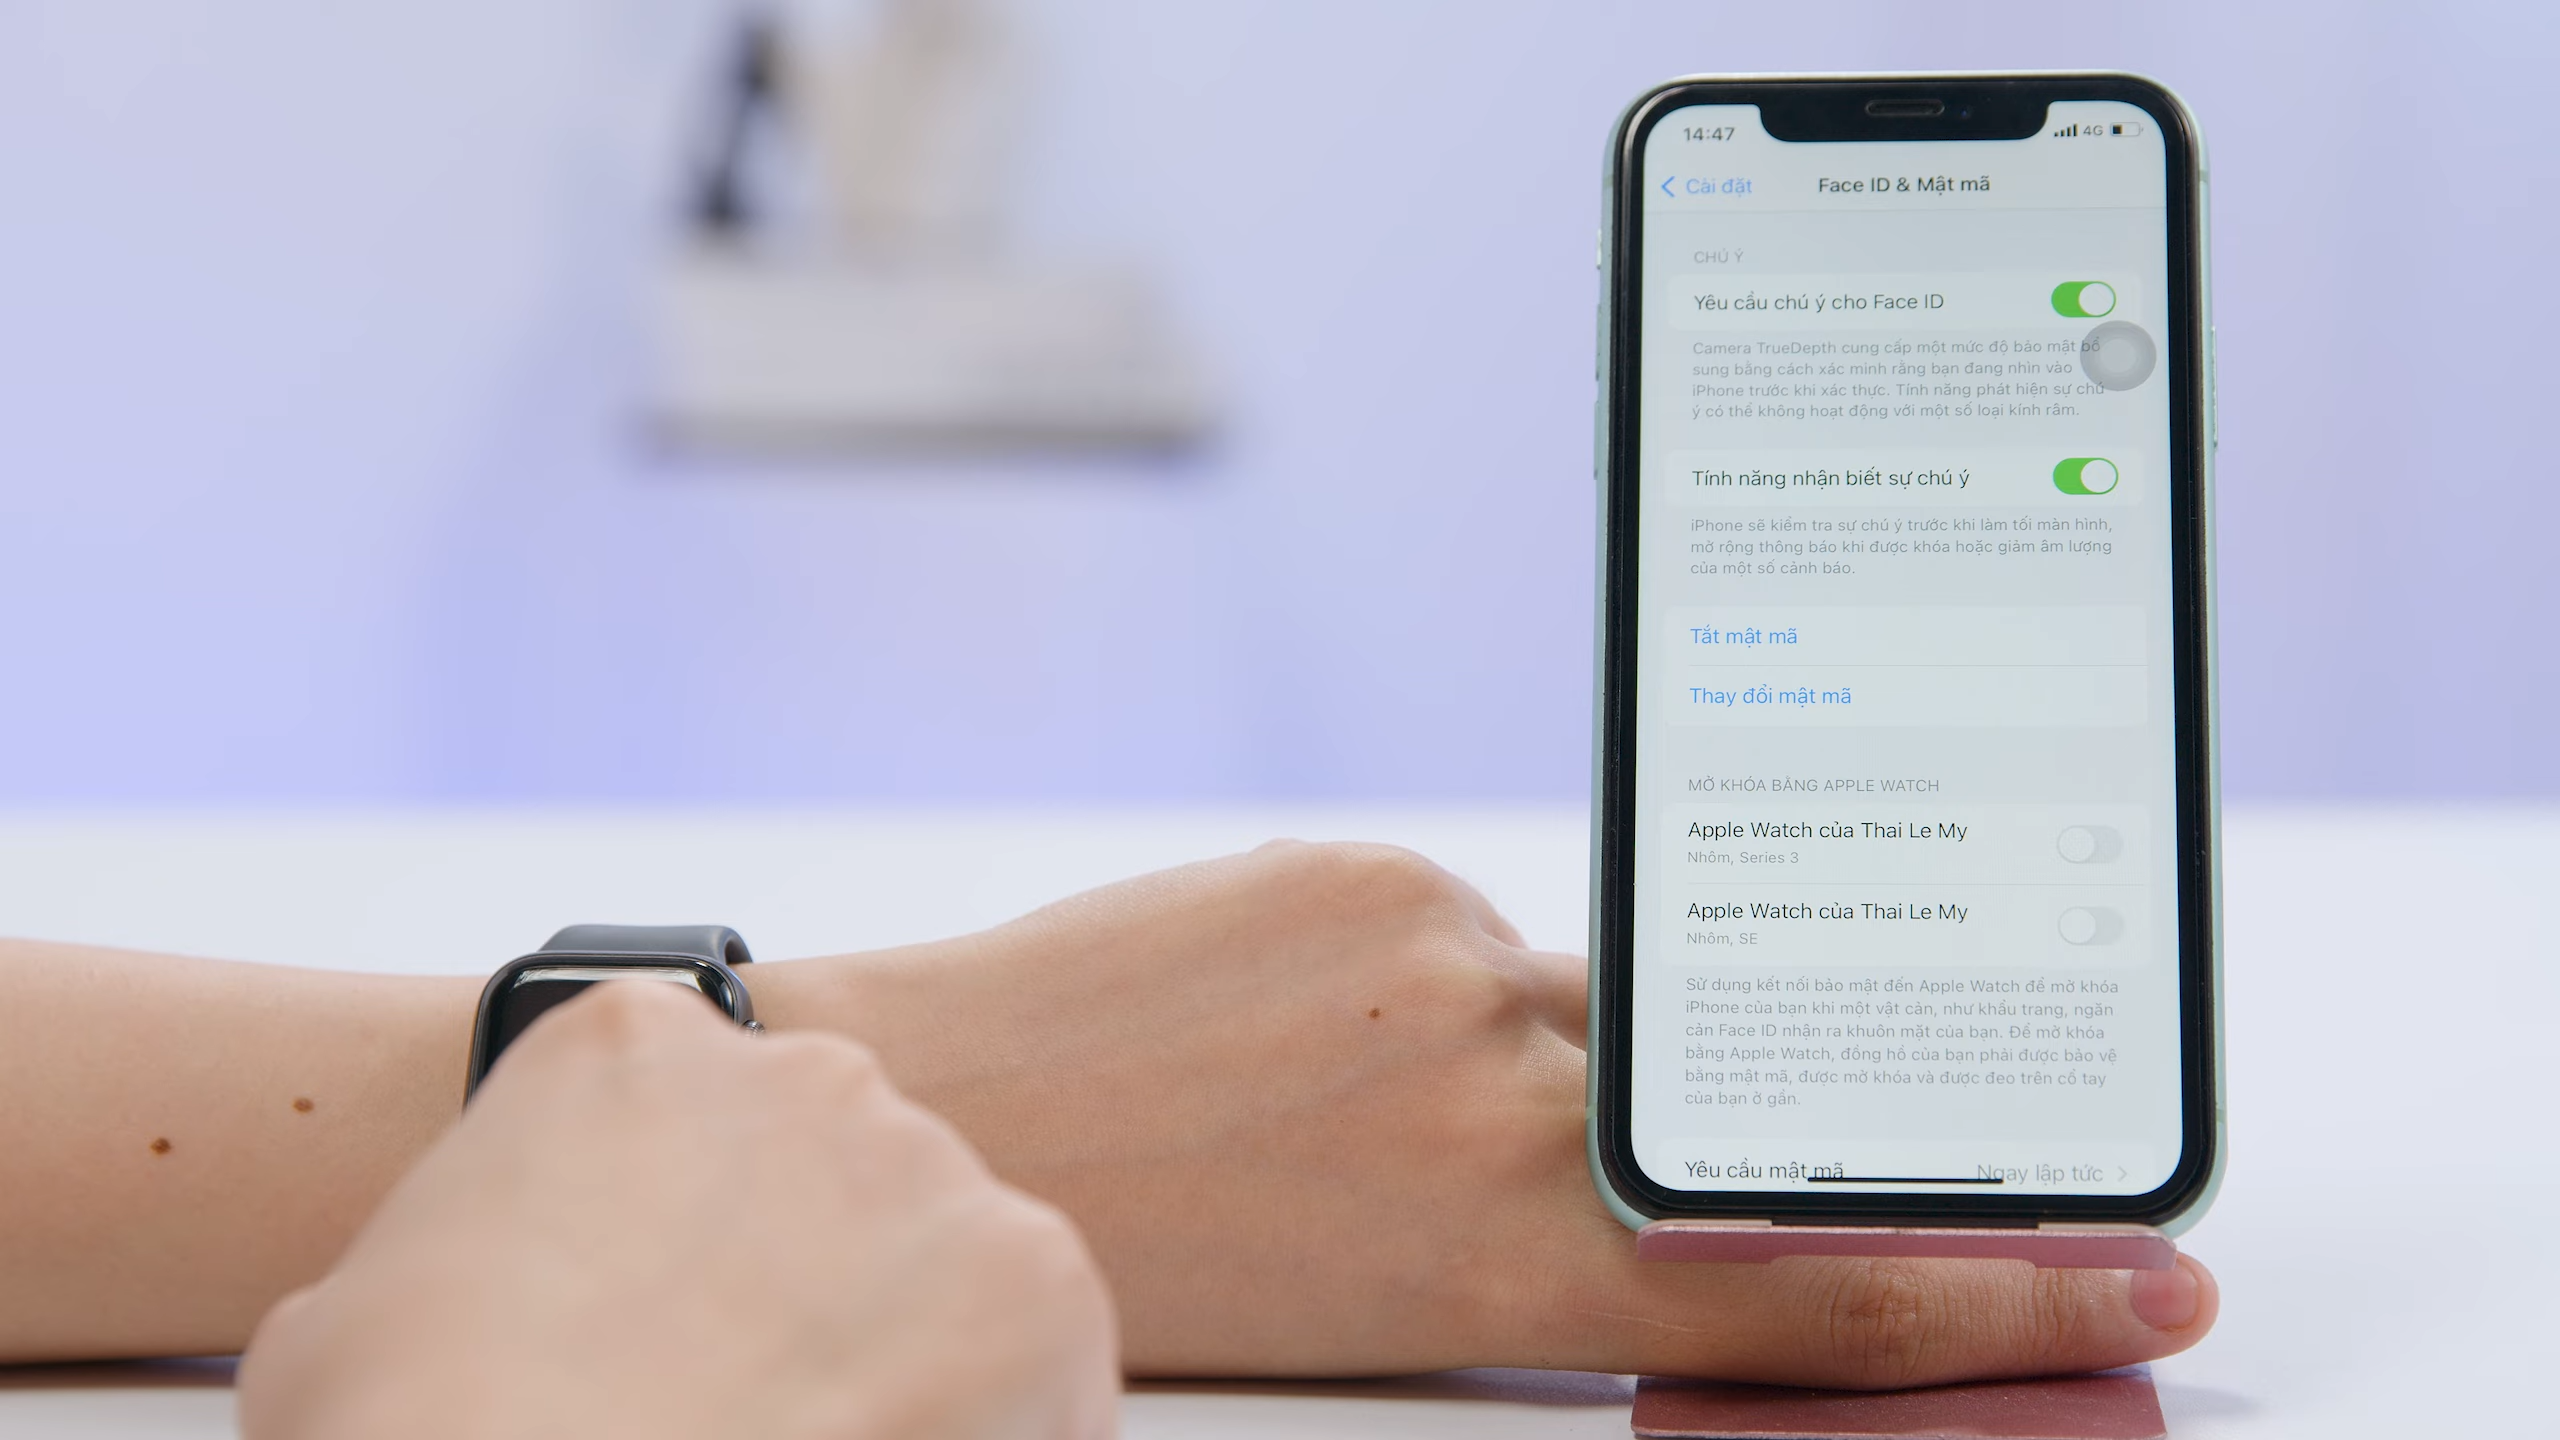 14:47
4G
Cài đặt
Face ID & Mật mã
CHÚ Ý
Yêu cầu chú ý cho Face ID
Camera TrueDepth cung cấp một mức độ bảo mật bổ
sung bằng cách xác minh rằng bạn đang nhìn vào
iPhone trước khi xác thực. Tính năng phát hiện sự chú
ý có thể không hoạt động với một số loại kính râm.
Tính năng nhận biết sự chú ý
iPhone sẽ kiểm tra sự chú ý trước khi làm tối màn hình,
mở rộng thông báo khi được khóa hoặc giảm âm lượng
của một số cảnh báo.
Tắt mật mã
Thay đổi mật mã
MỞ KHÓA BẰNG APPLE WATCH
Apple Watch của Thai Le My
Nhôm, Series 3
Apple Watch của Thai Le My
Nhôm, SE
Sử dụng kết nối bảo mật đến Apple Watch để mở khóa
iPhone của bạn khi một vật cản, như khẩu trang, ngăn
cản Face ID nhận ra khuôn mặt của bạn. Để mở khóa
bằng Apple Watch, đồng hồ của bạn phải được bảo vệ
bằng mật mã, được mở khóa và được đeo trên cổ tay
của bạn ở gần.
Yêu cầu mật mã
Ngay lập tức